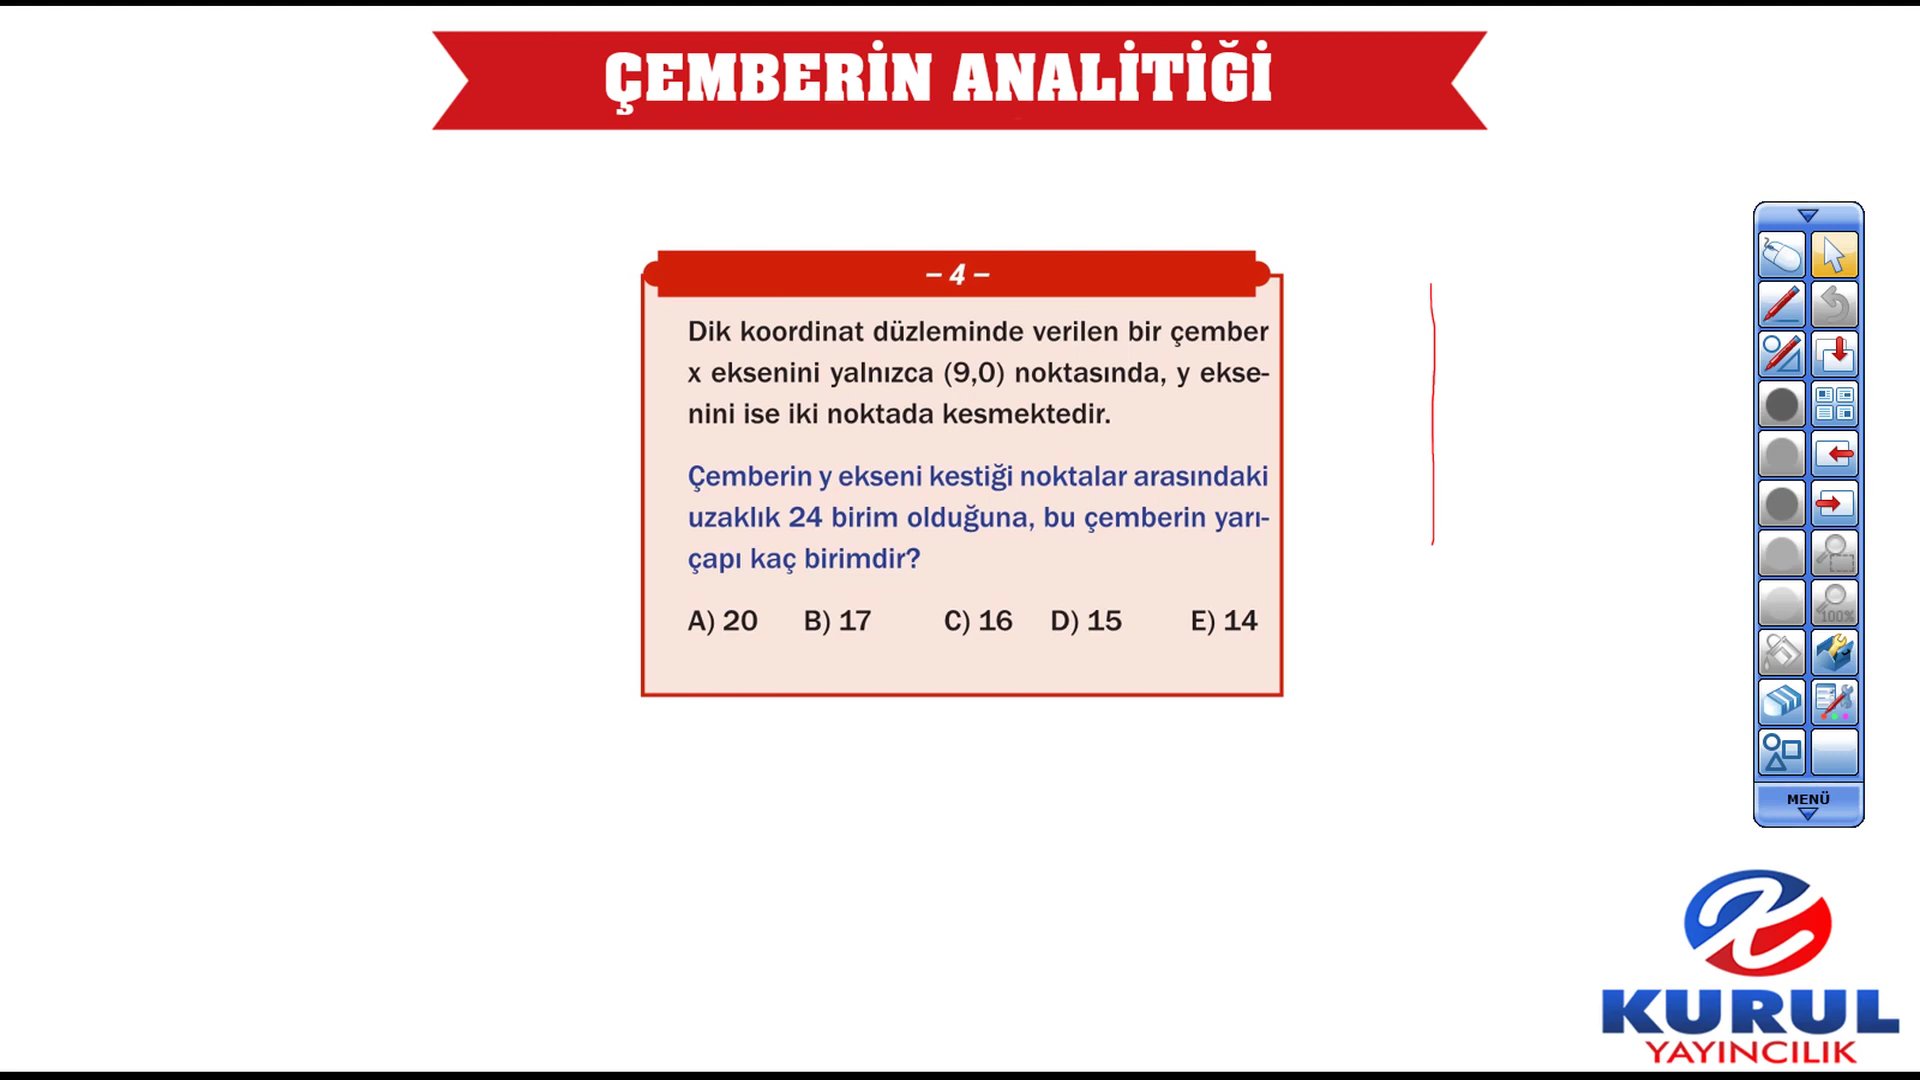 ÇEMBERİN ANALİTİĞİ
– 4 –
Dik koordinat düzleminde verilen bir çember
x eksenini yalnızca (9,0) noktasında, y ekse-
nini ise iki noktada kesmektedir.
Çemberin y ekseni kestiği noktalar arasındaki
uzaklık 24 birim olduğuna, bu çemberin yarı-
çapı kaç birimdir?
A) 20 B) 17 C) 16 D) 15 E) 14
100%
MENÜ
KURUL
YAYINCILIK